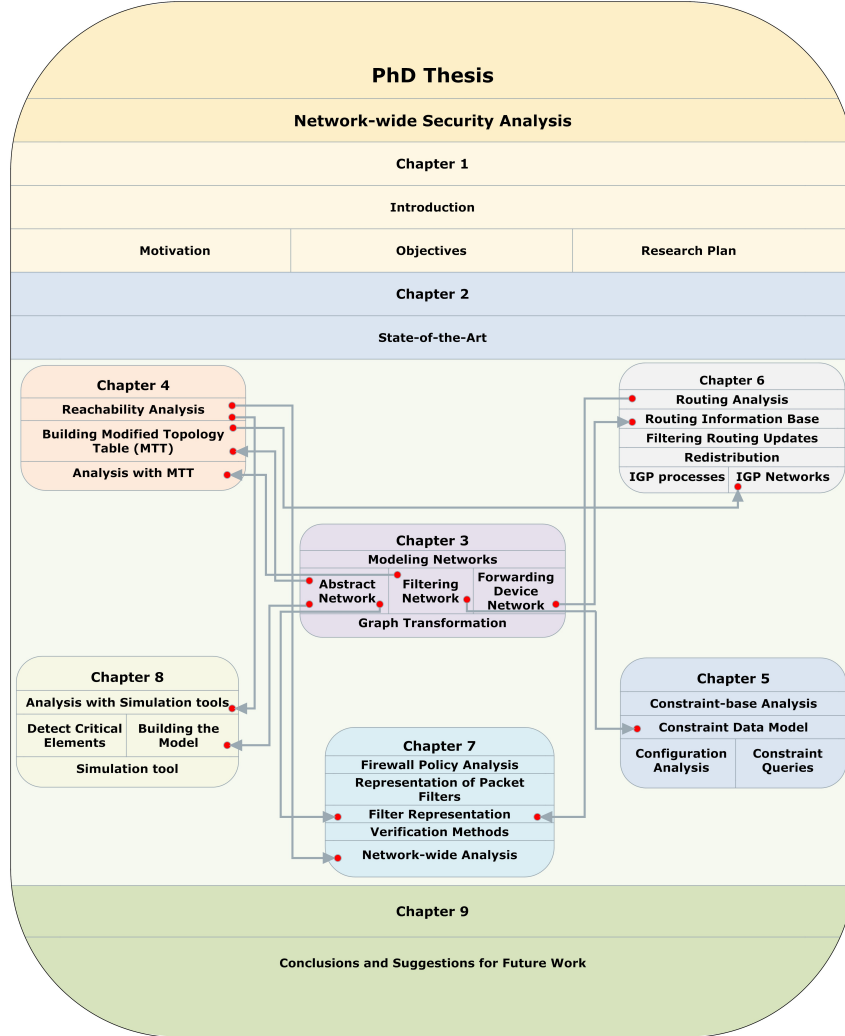 PhD Thesis
Network-wide Security Analysis
Chapter 1
Introduction
Motivation
Objectives
Research Plan
Chapter 2
State-of-the-Art
Chapter 4
Reachability Analysis
Building Modified Topology
Table (MTT)
Analysis with MTT
Chapter 6
Routing Analysis
Routing Information Base
Filtering Routing Updates
Redistribution
IGP processes
IGP Networks
Chapter 3
Modeling Networks
Abstract
Network
Filtering
Network
Forwarding
Device
Network
Graph Transformation
Chapter 8
Analysis with Simulation tools
Detect Critical
Elements
Building the
Model
Simulation tool
Chapter 5
Constraint-base Analysis
Constraint Data Model
Configuration
Analysis
Constraint
Queries
Chapter 7
Firewall Policy Analysis
Representation of Packet
Filters
Filter Representation
Verification Methods
Network-wide Analysis
Chapter 9
Conclusions and Suggestions for Future Work